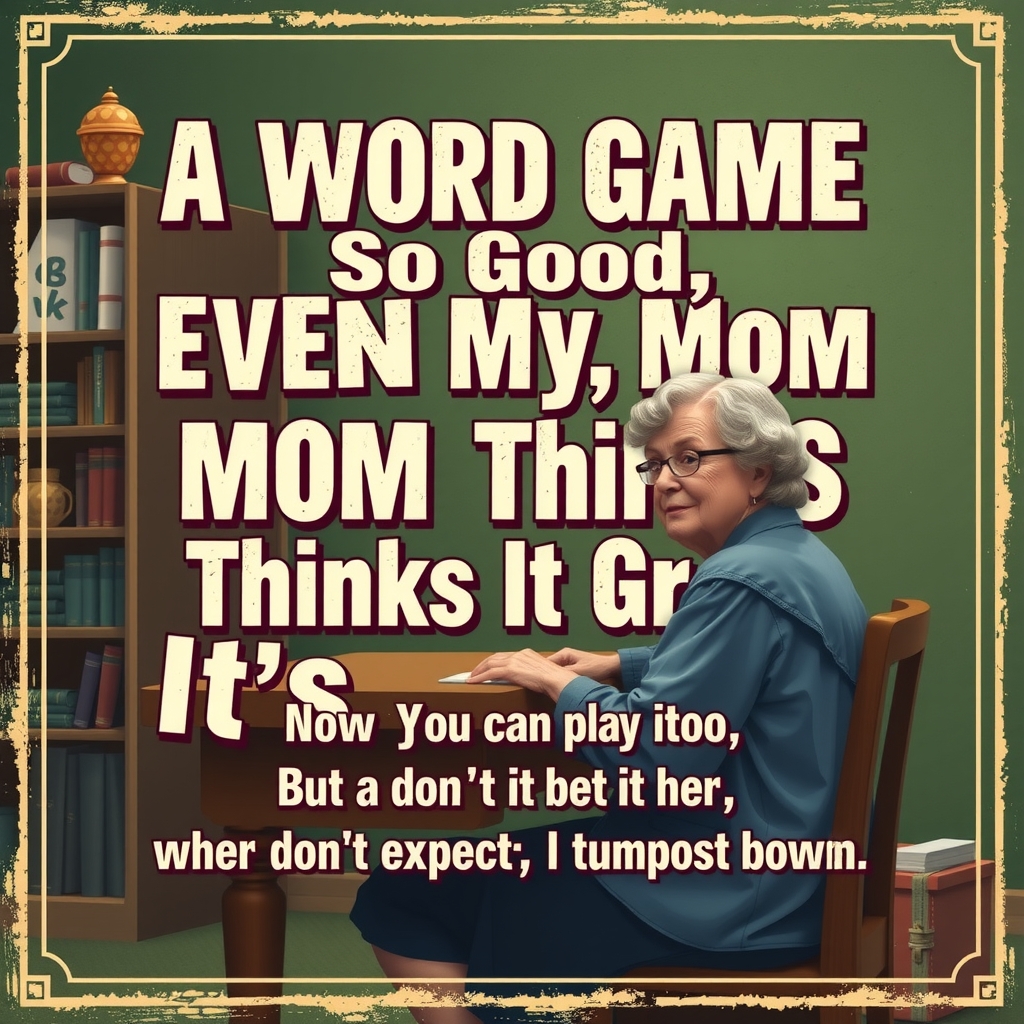 A WORD GAME
So Good,
EVEN My, MoM
MOM Thinks
Thinks It Gr
It's
Now You can play itoo,
But a don't it bet it her,
wher don't expect:, I tumpost bowm.
B
k